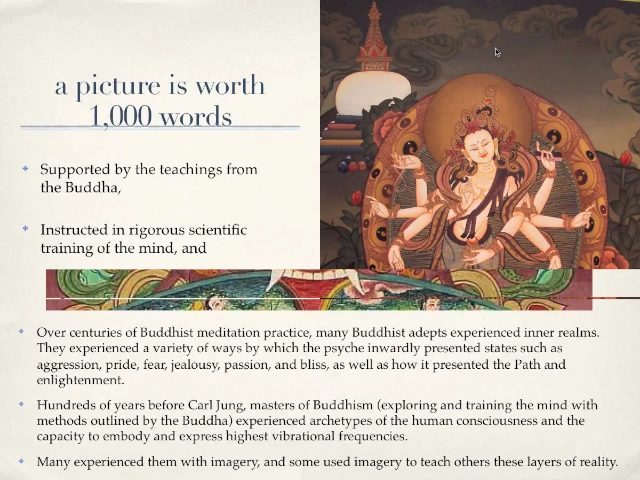 a picture is worth
1,000 words
Supported by the teachings from
the Buddha,
Instructed in rigorous scientific
training of the mind, and
Over centuries of Buddhist meditation practice, many Buddhist adepts experienced inner realms.
They experienced a variety of ways by which the psyche inwardly presented states such as
aggression, pride, fear, jealousy, passion, and bliss, as well as how it presented the Path and
enlightenment.
Hundreds of years before Carl Jung, masters of Buddhism (exploring and training the mind with
methods outlined by the Buddha) experienced archetypes of the human consciousness and the
capacity to embody and express highest vibrational frequencies.
Many experienced them with imagery, and some used imagery to teach others these layers of reality.